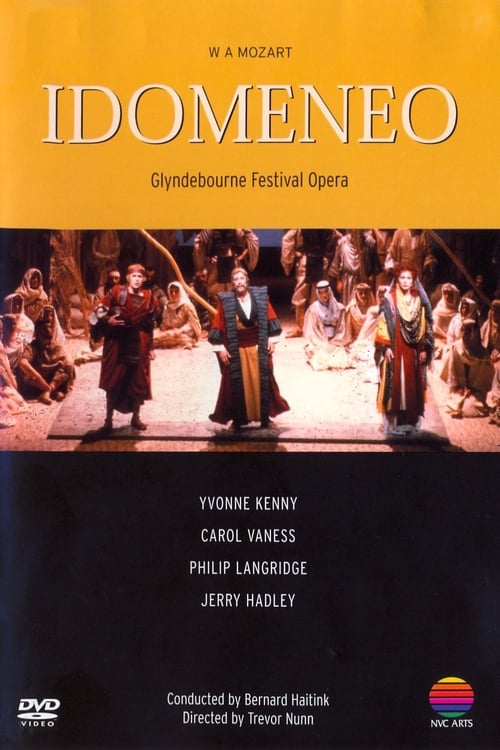 W A MOZART
IDOMENEO
Glyndebourne Festival Opera
YVONNE KENNY
CAROL VANESS
PHILIP LANGRIDGE
JERRY HADLEY
Conducted by Bernard Haitink
Directed by Trevor Nunn
DVD
VIDEO
NVC ARTS